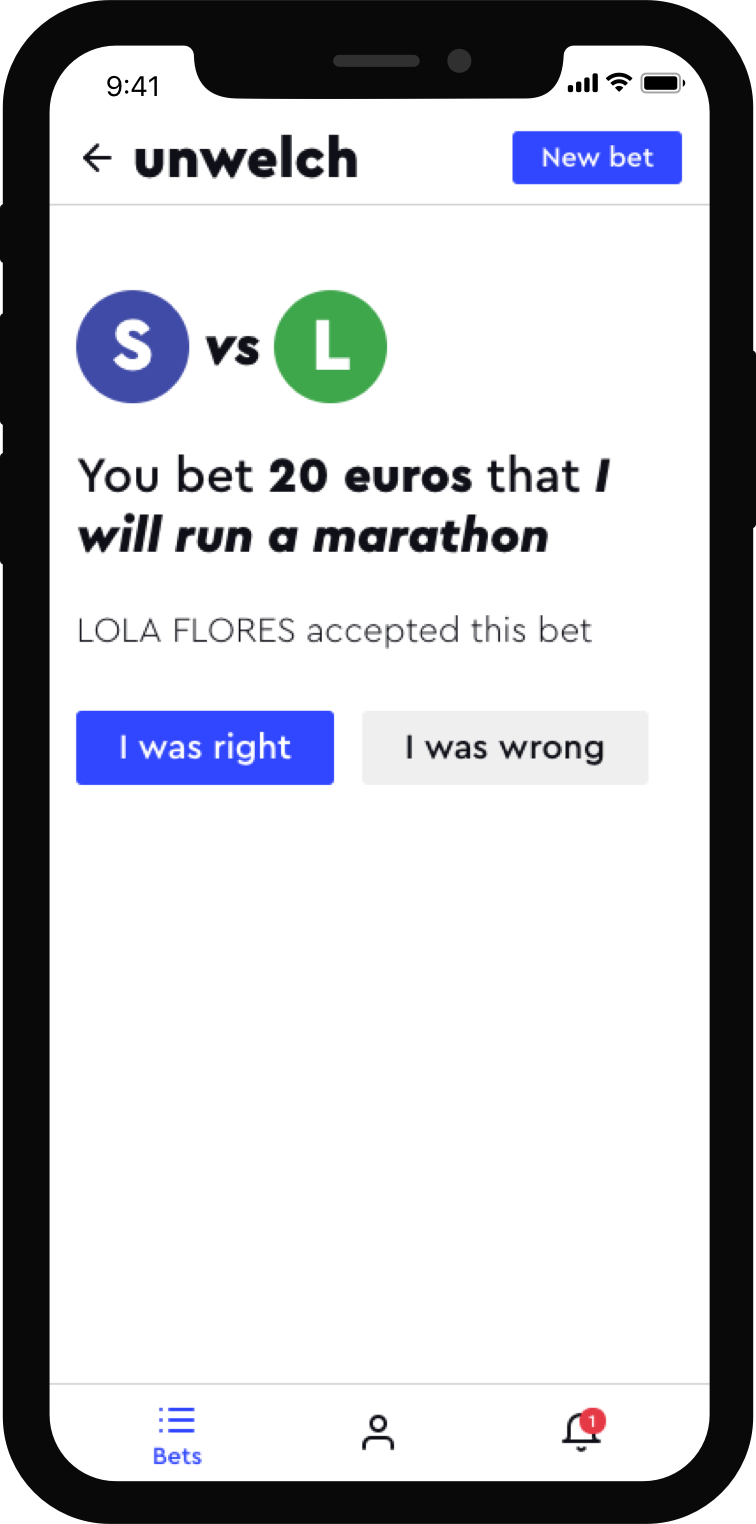 9:41
unwelch
New bet
S vs L
You bet 20 euros that I
will run a marathon
LOLA FLORES accepted this bet
I was right
I was wrong
1
Bets